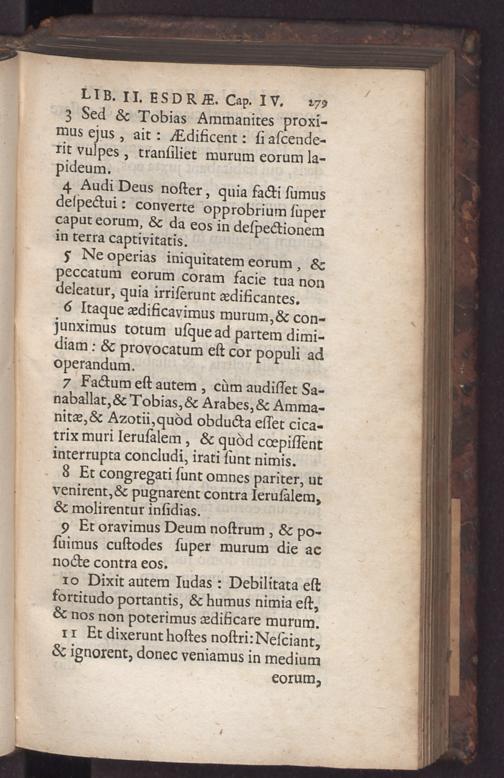 LIB. II. ESDRÆ. Cap. IV. 279
3 Sed & Tobias Ammanites proxi-
mus ejus , ait : Ædificent : ſi aſcende-
rit vulpes , tranſiliet murum eorum la-
pideum.
4 Audi Deus noſter, quia facti ſumus
deſpectui : converte opprobrium ſuper
caput eorum, & da eos in deſpectionem
in terra captivitatis.
5 Ne operias iniquitatem eorum , &
peccatum eorum coram facie tua non
deleatur, quia irriſerunt ædificantes.
6 Itaque ædificavimus murum, & con-
junximus totum uſque ad partem dimi-
diam : & provocatum eſt cor populi ad
operandum.
7 Factum eſt autem , cùm audiſſet Sa-
naballat, & Tobias, & Arabes, & Amma-
nitæ, & Azotii, quòd obducta eſſet cica-
trix muri Ieruſalem , & quòd cœpiſſent
interrupta concludi, irati ſunt nimis.
8 Et congregati ſunt omnes pariter, ut
venirent, & pugnarent contra Ieruſalem,
& molirentur inſidias.
9 Et oravimus Deum noſtrum , & po-
ſuimus cuſtodes ſuper murum die ac
nocte contra eos.
10 Dixit autem Iudas : Debilitata eſt
fortitudo portantis, & humus nimia eſt,
& nos non poterimus ædificare murum.
11 Et dixerunt hoſtes noſtri: Neſciant,
& ignorent, donec veniamus in medium
eorum,